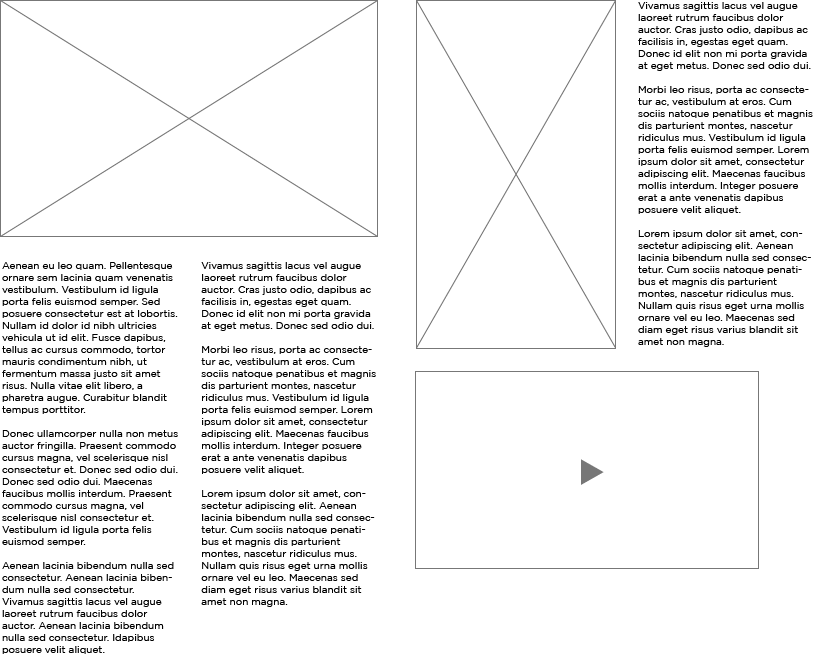 Aenean eu leo quam. Pellentesque
ornare sem lacinia quam venenatis
vestibulum. Vestibulum id ligula
porta felis euismod semper. Sed
posuere consectetur est at lobortis.
Nullam id dolor id nibh ultricies
vehicula ut id elit. Fusce dapibus,
tellus ac cursus commodo, tortor
mauris condimentum nibh, ut
fermentum massa justo sit amet
risus. Nulla vitae elit libero, a
pharetra augue. Curabitur blandit
tempus porttitor.
Donec ullamcorper nulla non metus
auctor fringilla. Praesent commodo
cursus magna, vel scelerisque nisl
consectetur et. Donec sed odio dui.
Donec sed odio dui. Maecenas
faucibus mollis interdum. Praesent
commodo cursus magna, vel
scelerisque nisl consectetur et.
Vestibulum id ligula porta felis
euismod semper.
Aenean lacinia bibendum nulla sed
consectetur. Aenean lacinia biben-
dum nulla sed consectetur.
Vivamus sagittis lacus vel augue
laoreet rutrum faucibus dolor
auctor. Aenean lacinia bibendum
nulla sed consectetur. Idapibus
posuere velit aliquet.
Vivamus sagittis lacus vel augue
laoreet rutrum faucibus dolor
auctor. Cras justo odio, dapibus ac
facilisis in, egestas eget quam.
Donec id elit non mi porta gravida
at eget metus. Donec sed odio dui.
Morbi leo risus, porta ac consecte-
tur ac, vestibulum at eros. Cum
sociis natoque penatibus et magnis
dis parturient montes, nascetur
ridiculus mus. Vestibulum id ligula
porta felis euismod semper. Lorem
ipsum dolor sit amet, consectetur
adipiscing elit. Maecenas faucibus
mollis interdum. Integer posuere
erat a ante venenatis dapibus
posuere velit aliquet.
Lorem ipsum dolor sit amet, con-
sectetur adipiscing elit. Aenean
lacinia bibendum nulla sed consec-
tetur. Cum sociis natoque penati-
bus et magnis dis parturient
montes, nascetur ridiculus mus.
Nullam quis risus eget urna mollis
ornare vel eu leo. Maecenas sed
diam eget risus varius blandit sit
amet non magna.
Vivamus sagittis lacus vel augue
laoreet rutrum faucibus dolor
auctor. Cras justo odio, dapibus ac
facilisis in, egestas eget quam.
Donec id elit non mi porta gravida
at eget metus. Donec sed odio dui.
Morbi leo risus, porta ac consecte-
tur ac, vestibulum at eros. Cum
sociis natoque penatibus et magnis
dis parturient montes, nascetur
ridiculus mus. Vestibulum id ligula
porta felis euismod semper. Lorem
ipsum dolor sit amet, consectetur
adipiscing elit. Maecenas faucibus
mollis interdum. Integer posuere
erat a ante venenatis dapibus
posuere velit aliquet.
Lorem ipsum dolor sit amet, con-
sectetur adipiscing elit. Aenean
lacinia bibendum nulla sed consec-
tetur. Cum sociis natoque penati-
bus et magnis dis parturient
montes, nascetur ridiculus mus.
Nullam quis risus eget urna mollis
ornare vel eu leo. Maecenas sed
diam eget risus varius blandit sit
amet non magna.